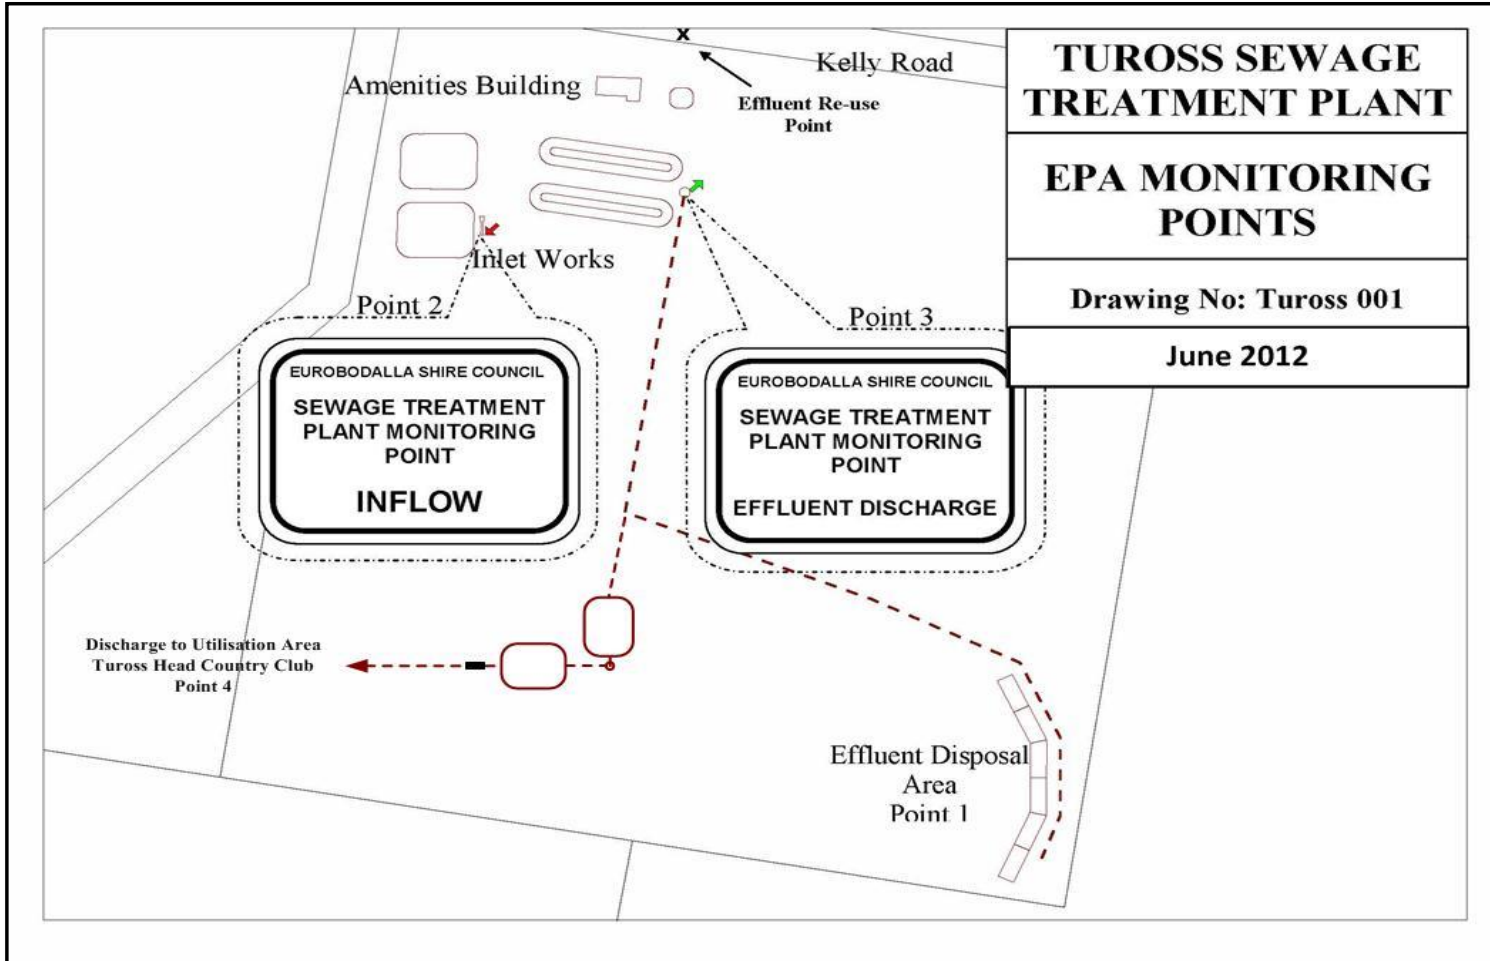 TUROSS SEWAGE
TREATMENT PLANT
EPA MONITORING
POINTS
Drawing No: Tuross 001
June 2012
x
Kelly Road
Amenities Building
Effluent Re-use
Point
Inlet Works
Point 2
Point 3
EUROBODALLA SHIRE COUNCIL
SEWAGE TREATMENT
PLANT MONITORING
POINT
INFLOW
EUROBODALLA SHIRE COUNCIL
SEWAGE TREATMENT
PLANT MONITORING
POINT
EFFLUENT DISCHARGE
Discharge to Utilisation Area
Tuross Head Country Club
Point 4
Effluent Disposal
Area
Point 1